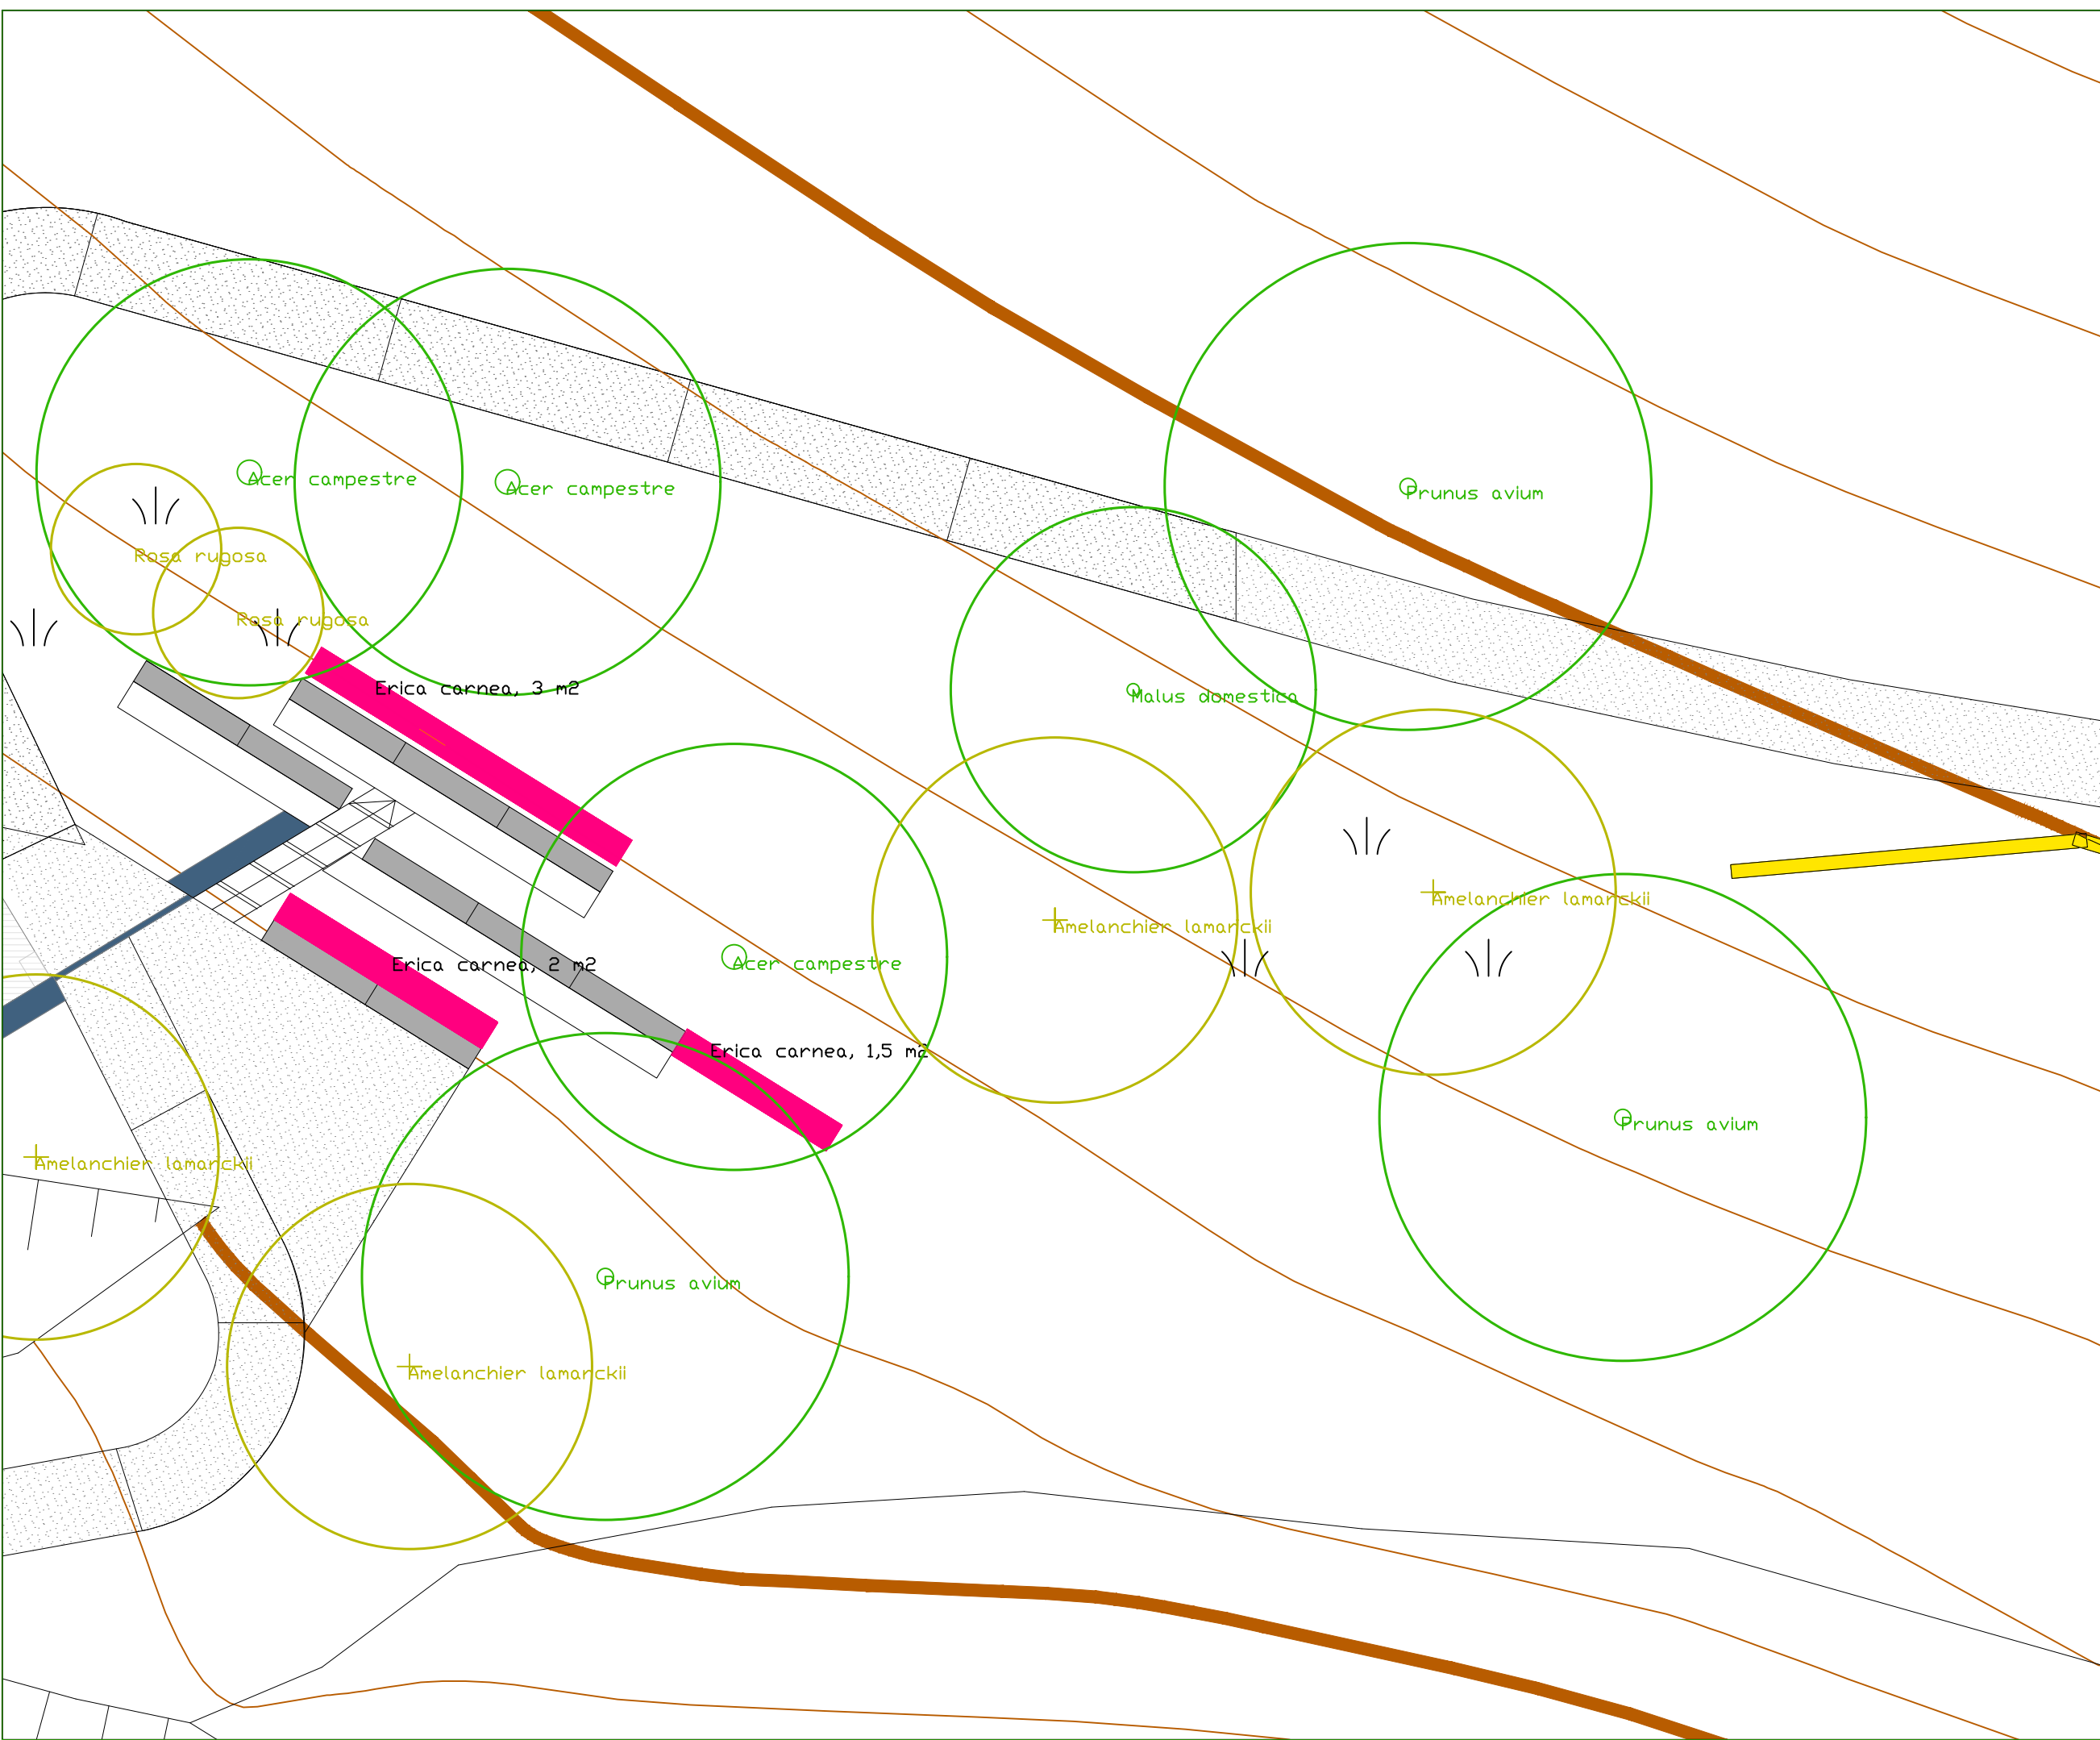 Acer campestre
Acer campestre
Prunus avium
Rosa rugosa
Rosa rugosa
Erica carnea, 3 m2
Malus domestica
Amelanchier lamarckii
Amelanchier lamarckii
Erica carnea, 2 m2
Acer campestre
Erica carnea, 1,5 m2
Prunus avium
Amelanchier lamarckii
Prunus avium
Amelanchier lamarckii